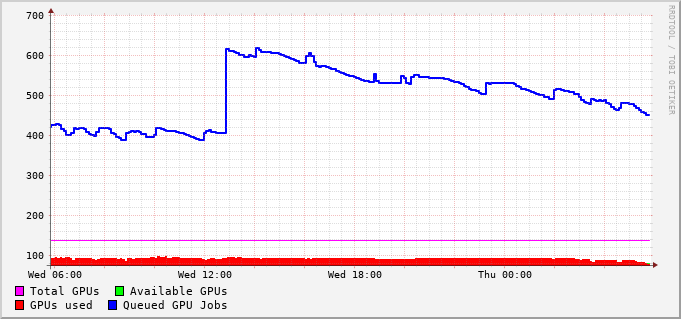 700
600
500
400
300
200
100
Wed 06:00 Wed 12:00 Wed 18:00 Thu 00:00
Total GPUs Available GPUs
GPUs used Queued GPU Jobs
RRDTOOL / TOBI OETIKER